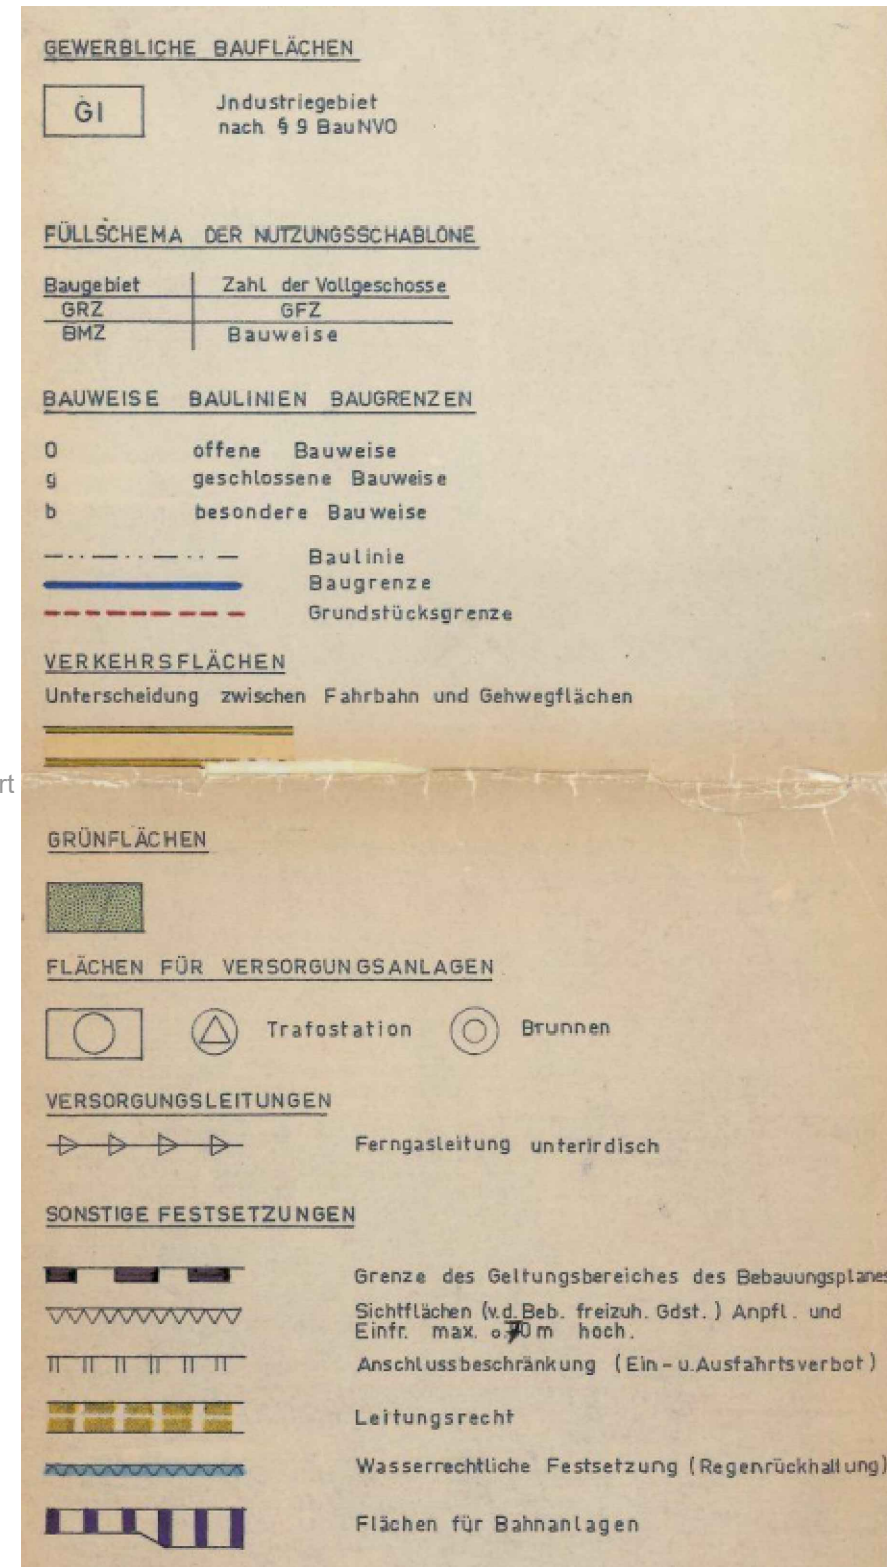 GEWERBLICHE BAUFLÄCHEN
GI
Jndustriegebiet
nach § 9 BauNVO
FÜLLSCHEMA DER NUTZUNGSSCHABLONE
Baugebiet Zahl der Vollgeschosse
GRZ GFZ
BMZ Bauweise
BAUWEISE BAULINIEN BAUGRENZEN
O offene Bauweise
g geschlossene Bauweise
b besondere Bauweise
Baulinie
Baugrenze
Grundstücksgrenze
VERKEHRSFLÄCHEN
Unterscheidung zwischen Fahrbahn und Gehwegflächen
rt
GRÜNFLÄCHEN
FLÄCHEN FÜR VERSORGUNGSANLAGEN
Trafostation Brunnen
VERSORGUNGSLEITUNGEN
Ferngasleitung unterirdisch
SONSTIGE FESTSETZUNGEN
Grenze des Geltungsbereiches des Bebauungsplanes
Sichtflächen (v.d. Beb. freizuh. Gdst.) Anpfl. und
Einfr. max. 0.70 m hoch.
Anschlussbeschränkung (Ein-u. Ausfahrtsverbot)
Leitungsrecht
Wasserrechtliche Festsetzung (Regenrückhaltung)
Flächen für Bahnanlagen